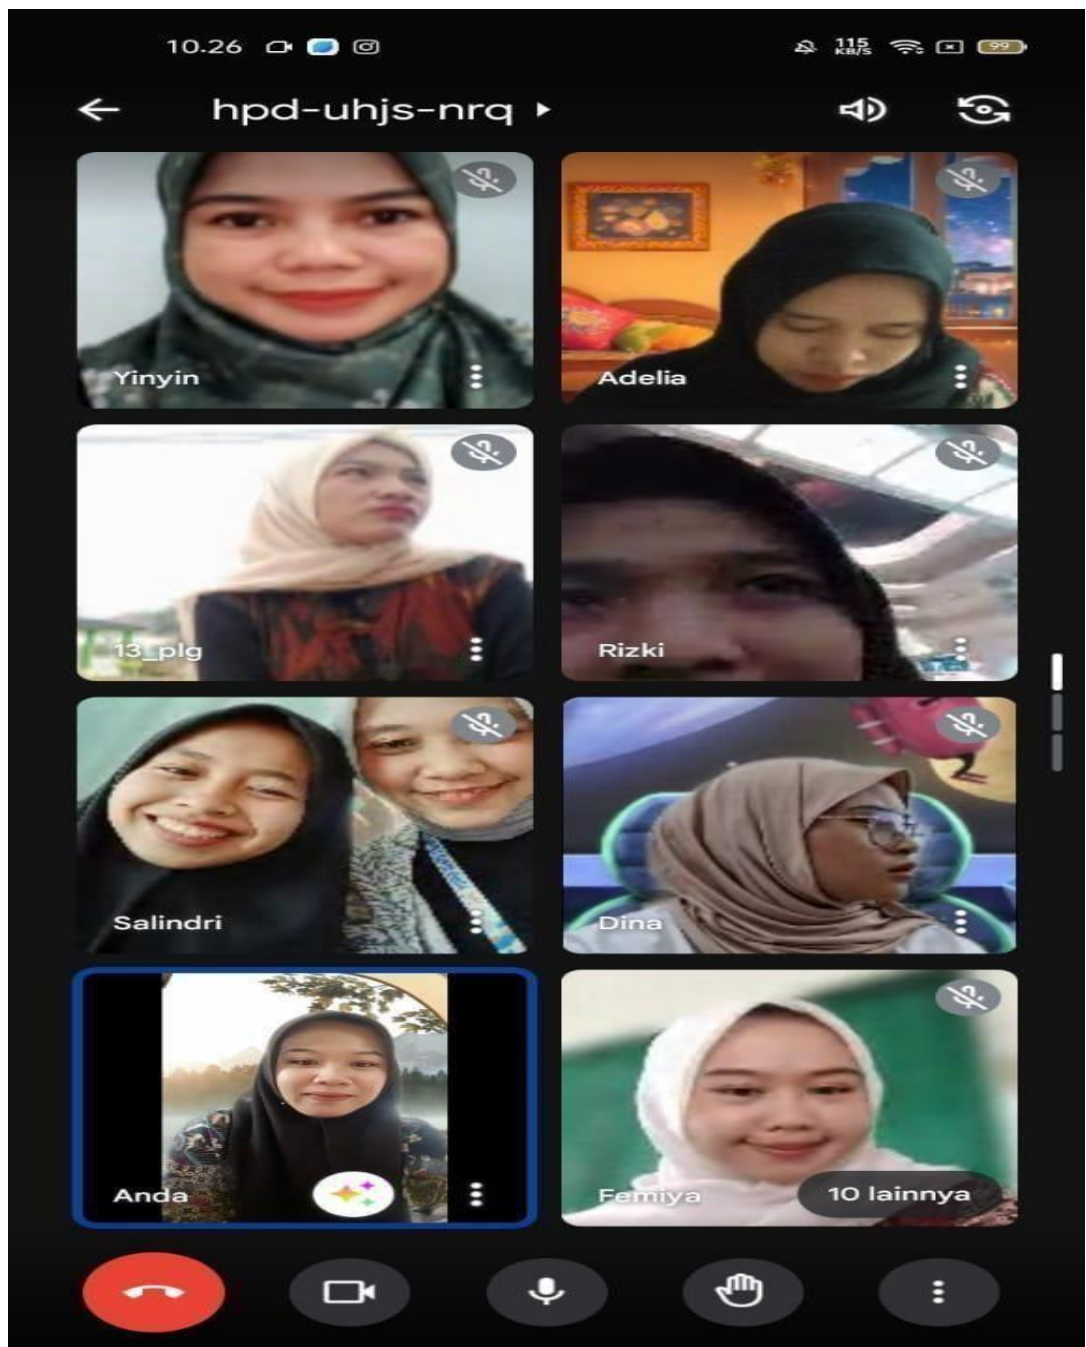 10.26 115 KB/S 99
hpd-uhjs-nrq
Yinyin
Adelia
13_plg
Rizki
Salindri
Dina
Anda
Femiya
10 lainnya